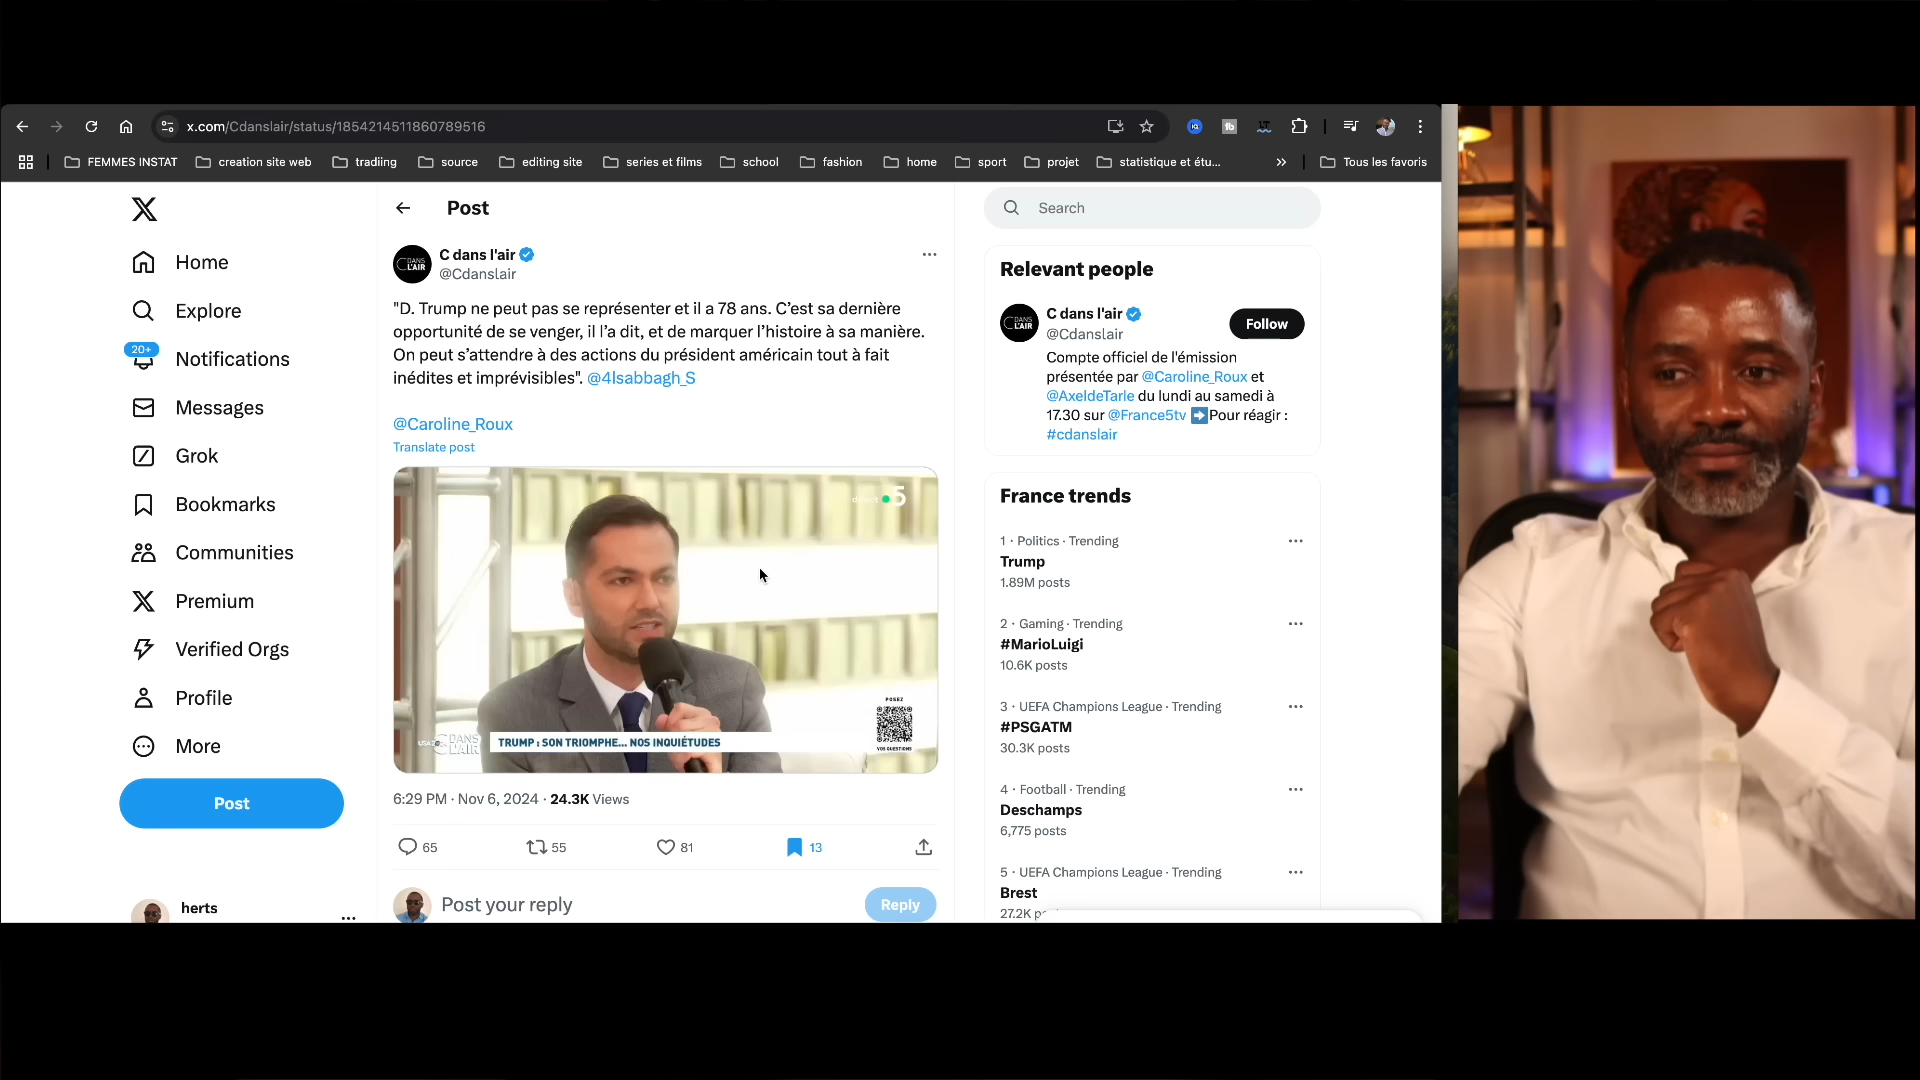 x.com/Cdanslair/status/1854214511860789516
FEMMES INSTAT
creation site web
tradiing
source
editing site
series et films
school
fashion
home
sport
projet
statistique et étu...
Tous les favoris
Home
Explore
20+
Notifications
Messages
Grok
Bookmarks
Communities
Premium
Verified Orgs
Profile
More
Post
herts
Post
C dans l'air
@Cdanslair
"D. Trump ne peut pas se représenter et il a 78 ans. C’est sa dernière
opportunité de se venger, il l’a dit, et de marquer l’histoire à sa manière.
On peut s’attendre à des actions du président américain tout à fait
inédites et imprévisibles". @4lsabbagh_S
@Caroline_Roux
Translate post
direct 5
POSEZ
VOS QUESTIONS
C DANS L'AIR
TRUMP : SON TRIOMPHE... NOS INQUIÉTUDES
6:29 PM · Nov 6, 2024 · 24.3K Views
65 55 81 13
Post your reply
Reply
Search
Relevant people
C dans l'air
@Cdanslair
Follow
Compte officiel de l'émission
présentée par @Caroline_Roux et
@AxeldeTarle du lundi au samedi à
17.30 sur @France5tv ➡Pour réagir :
#cdanslair
France trends
1 · Politics · Trending
Trump
1.89M posts
2 · Gaming · Trending
#MarioLuigi
10.6K posts
3 · UEFA Champions League · Trending
#PSGATM
30.3K posts
4 · Football · Trending
Deschamps
6,775 posts
5 · UEFA Champions League · Trending
Brest
27.2K